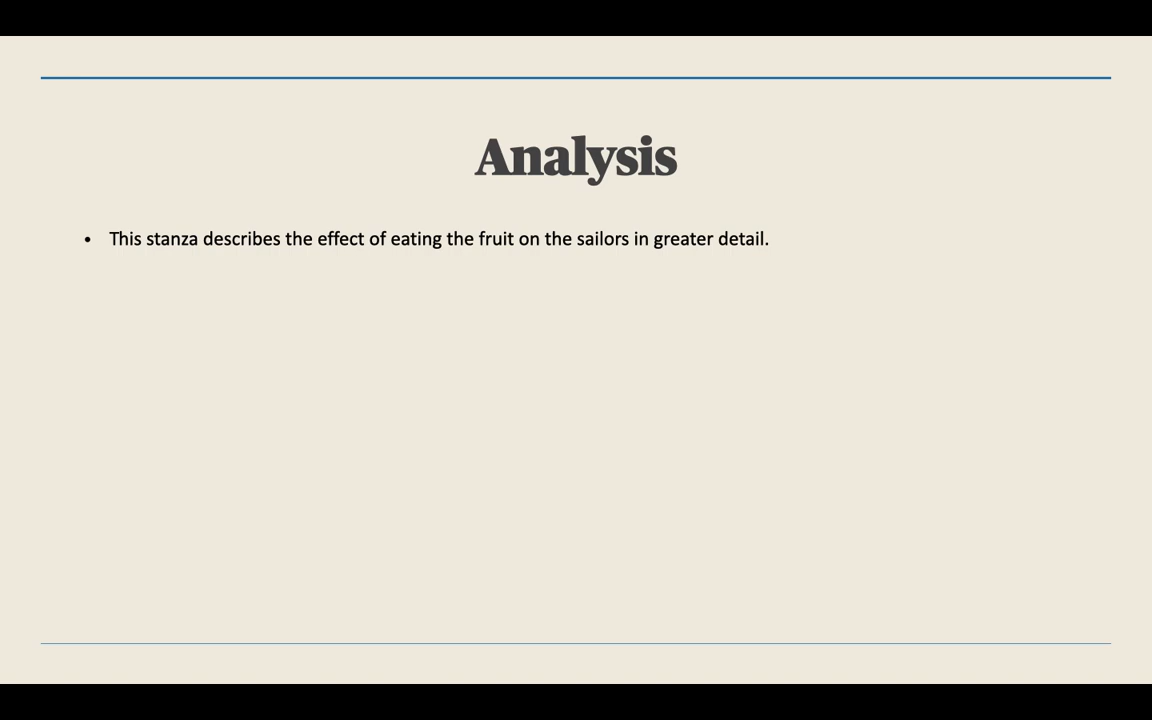 Analysis
• This stanza describes the effect of eating the fruit on the sailors in greater detail.